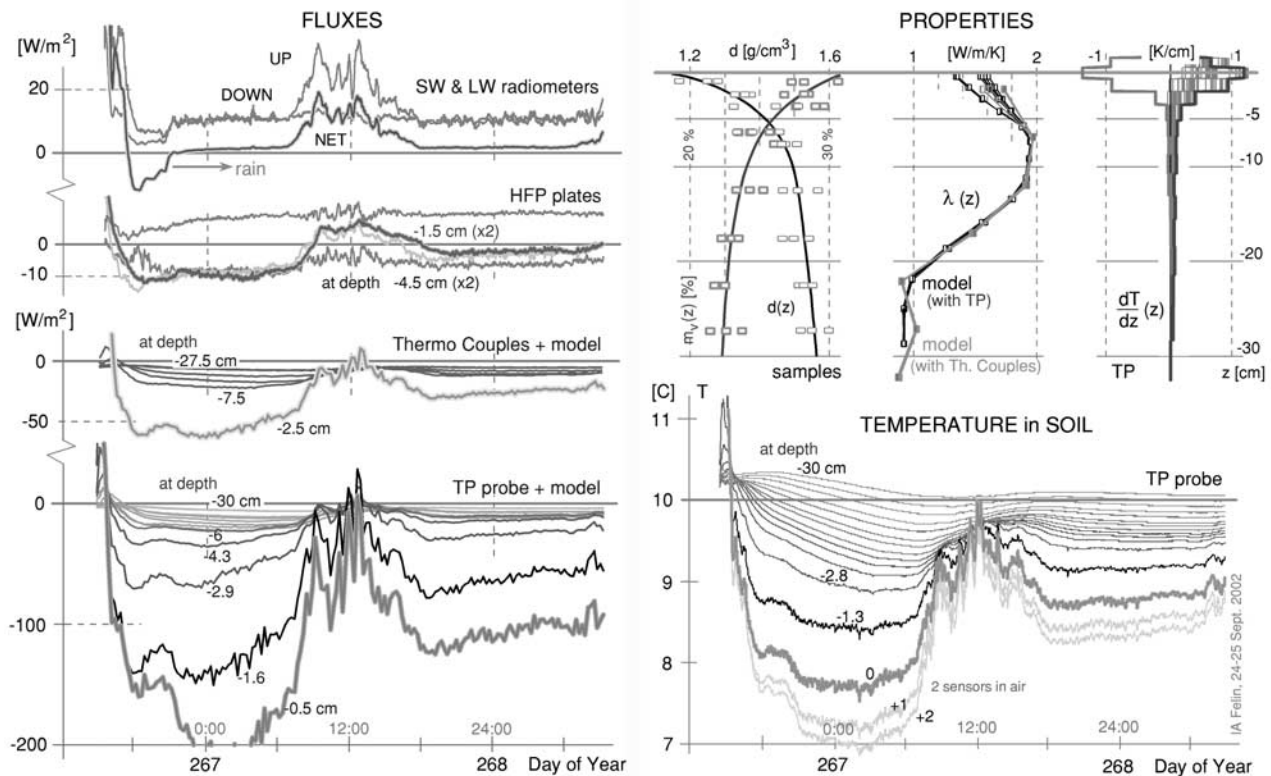 FLUXES
[W/m²]
20
0
UP
DOWN
SW & LW radiometers
NET
rain
HFP plates
0
-10
-1.5 cm (x2)
at depth -4.5 cm (x2)
[W/m²]
0
-50
at depth
-27.5 cm
Thermo Couples + model
-7.5
-2.5 cm
at depth
-30 cm
TP probe + model
0
-100
-200
-6
-4.3
-2.9
-1.6
-0.5 cm
0:00
12:00
24:00
267
268
Day of Year
PROPERTIES
1.2
d [g/cm³]
1.6
1
[W/m/K]
2
-1
[K/cm]
1
20 %
30 %
-5
-10
-20
-30
λ (z)
m_v(z) [%]
d(z)
samples
model
(with TP)
model
(with Th. Couples)
dT
dz
(z)
TP
z [cm]
[C]
T
TEMPERATURE in SOIL
11
10
9
8
7
at depth
-30 cm
TP probe
-2.8
-1.3
0
2 sensors in air
+1
+2
0:00
12:00
24:00
267
268
Day of Year
IA Felin, 24-25 Sept. 2002